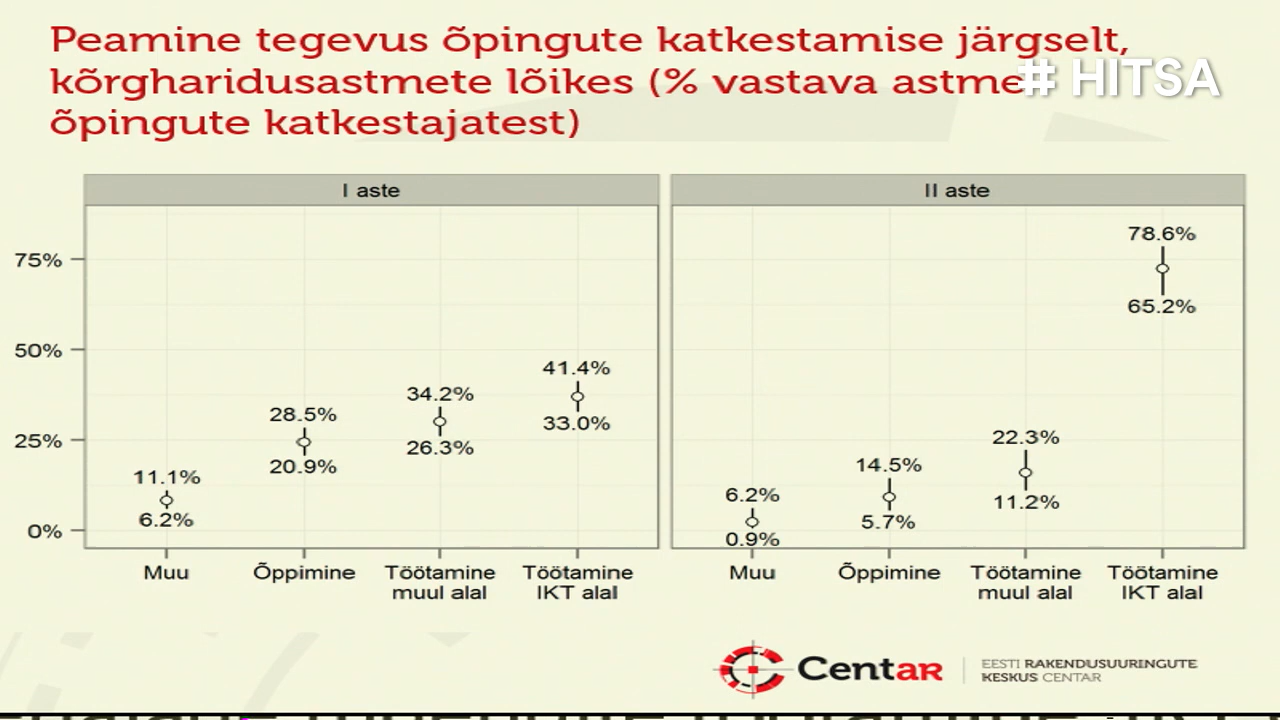 Peamine tegevus õpingute katkestamise järgselt,
kõrgharidusastmete lõikes (% vastava astme
õpingute katkestajatest)
# HITSA
I aste
II aste
75%
50%
25%
0%
11.1%
6.2%
28.5%
20.9%
34.2%
26.3%
41.4%
33.0%
6.2%
0.9%
14.5%
5.7%
22.3%
11.2%
78.6%
65.2%
Muu
Õppimine
Töötamine
muul alal
Töötamine
IKT alal
Muu
Õppimine
Töötamine
muul alal
Töötamine
IKT alal
CentAR
EESTI RAKENDUSUURINGUTE
KESKUS CENTAR